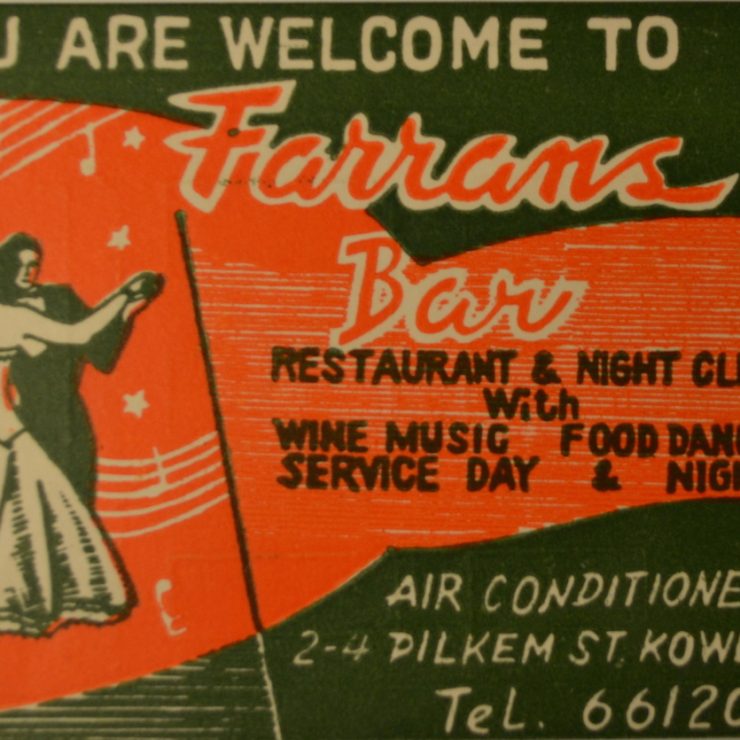 U ARE WELCOME TO
Farrans
Bar
RESTAURANT & NIGHT CL
With
WINE MUSIC FOOD DAN
SERVICE DAY & NIG
AIR CONDITIONE
2-4 PILKEM ST. KOW
TeL. 66120